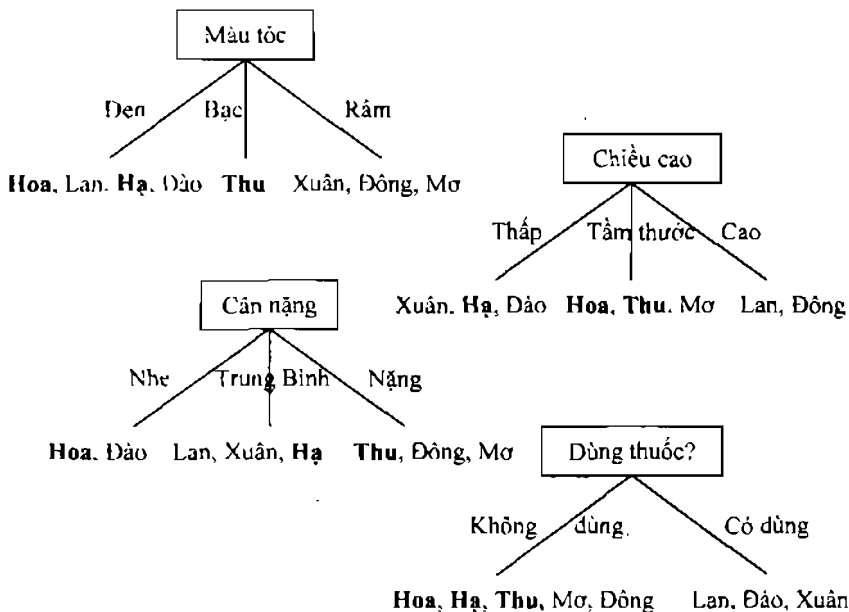 Màu tóc
Đen Bạc Râm
Hoa, Lan, Hạ, Đào Thu Xuân, Đông, Mơ
Chiều cao
Thấp Tầm thước Cao
Xuân, Hạ, Đào Hoa, Thu, Mơ Lan, Đông
Cân nặng
Nhẹ Trung Bình Nặng
Hoa, Đào Lan, Xuân, Hạ Thu, Đông, Mơ
Dùng thuốc?
Không dùng Có dùng
Hoa, Hạ, Thu, Mơ, Đông Lan, Đào, Xuân